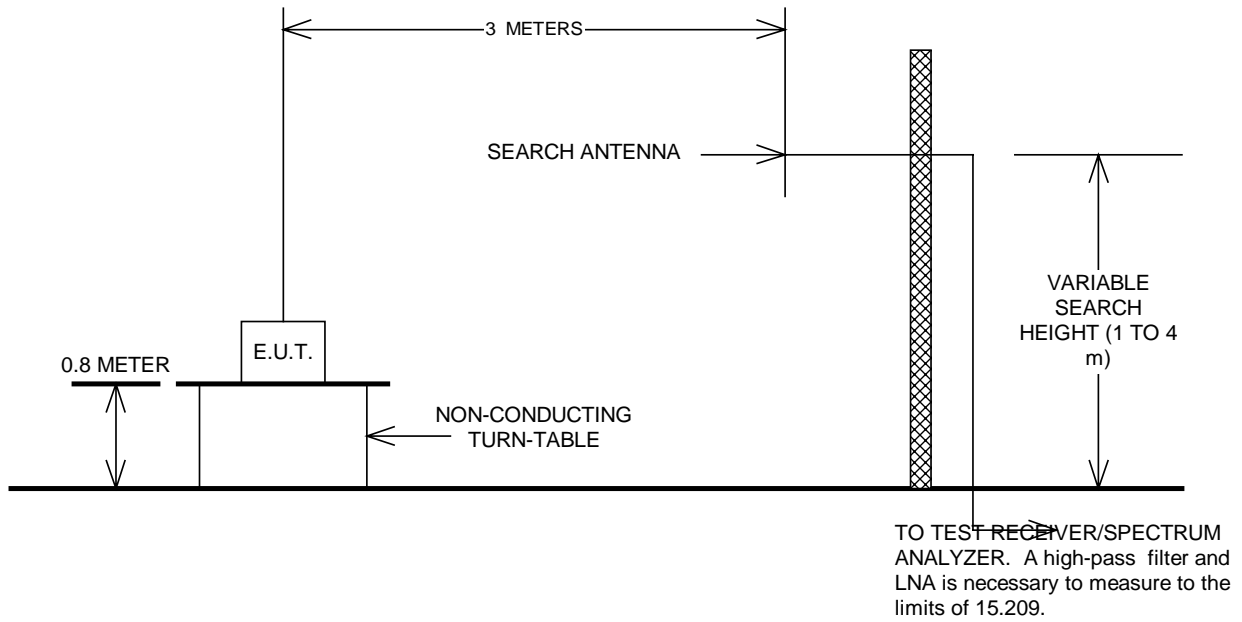 3 METERS
SEARCH ANTENNA
VARIABLE
SEARCH
HEIGHT (1 TO 4
m)
E.U.T.
0.8 METER
NON-CONDUCTING
TURN-TABLE
TO TEST RECEIVER/SPECTRUM
ANALYZER. A high-pass filter and
LNA is necessary to measure to the
limits of 15.209.